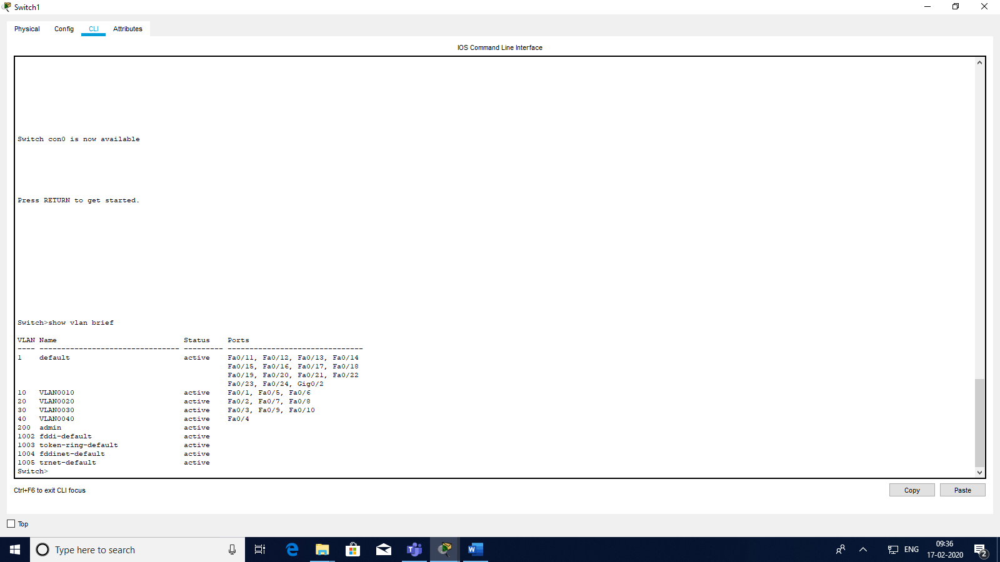 Switch1
Physical Config CLI Attributes
IOS Command Line Interface
Switch con0 is now available
Press RETURN to get started.
Switch>show vlan brief
VLAN Name                             Status    Ports
---- -------------------------------- --------- -------------------------------
1    default                          active    Fa0/11, Fa0/12, Fa0/13, Fa0/14
                                                Fa0/15, Fa0/16, Fa0/17, Fa0/18
                                                Fa0/19, Fa0/20, Fa0/21, Fa0/22
                                                Fa0/23, Fa0/24, Gig0/2
10   VLAN0010                         active    Fa0/1, Fa0/5, Fa0/6
20   VLAN0020                         active    Fa0/2, Fa0/7, Fa0/8
30   VLAN0030                         active    Fa0/3, Fa0/9, Fa0/10
40   VLAN0040                         active    Fa0/4
200  admin                            active
1002 fddi-default                     active
1003 token-ring-default               active
1004 fddinet-default                  active
1005 trnet-default                    active
Switch>
Ctrl+F6 to exit CLI focus
Copy Paste
Top
Type here to search
ENG
09:36
17-02-2020
2